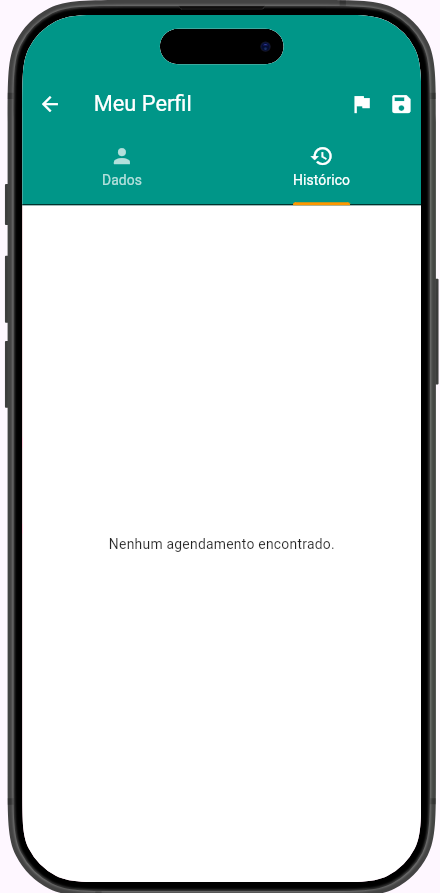 Meu Perfil
Dados
Histórico
Nenhum agendamento encontrado.